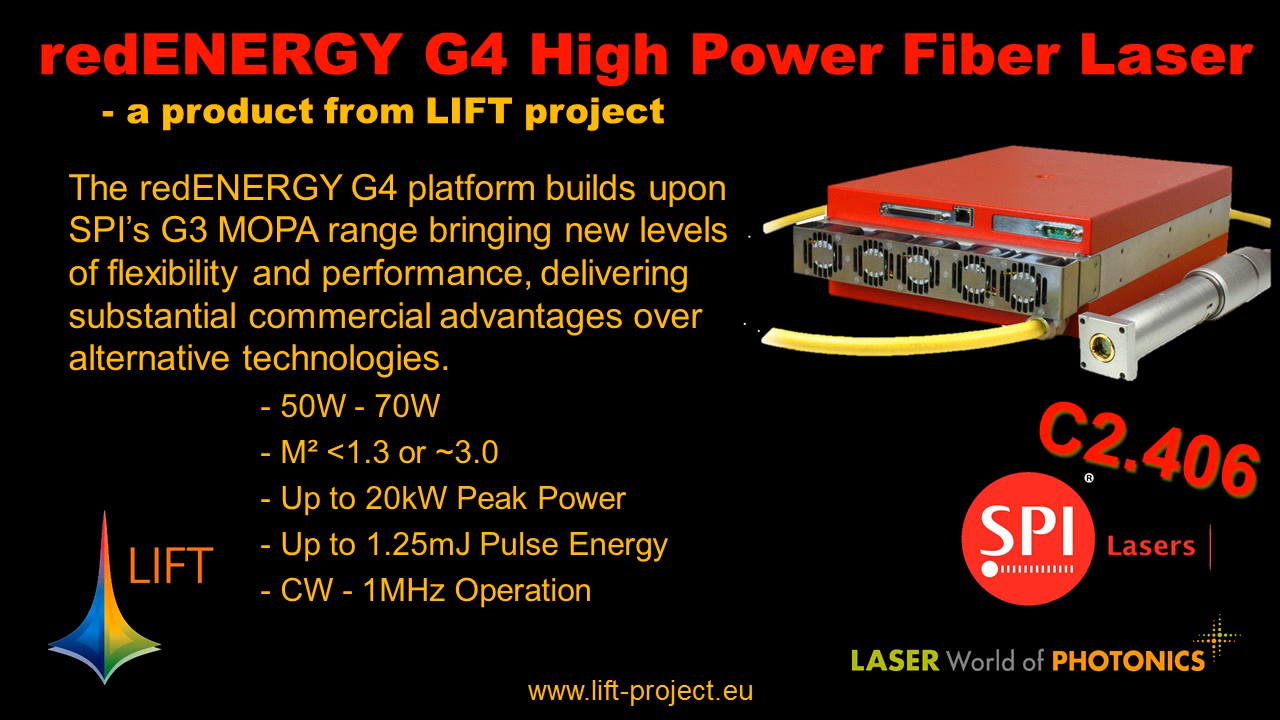 redENERGY G4 High Power Fiber Laser
- a product from LIFT project
The redENERGY G4 platform builds upon
SPI’s G3 MOPA range bringing new levels
of flexibility and performance, delivering
substantial commercial advantages over
alternative technologies.
- 50W - 70W
- M² <1.3 or ~3.0
- Up to 20kW Peak Power
- Up to 1.25mJ Pulse Energy
- CW - 1MHz Operation
C2.406
SPI ® Lasers
LIFT
LASER World of PHOTONICS
www.lift-project.eu